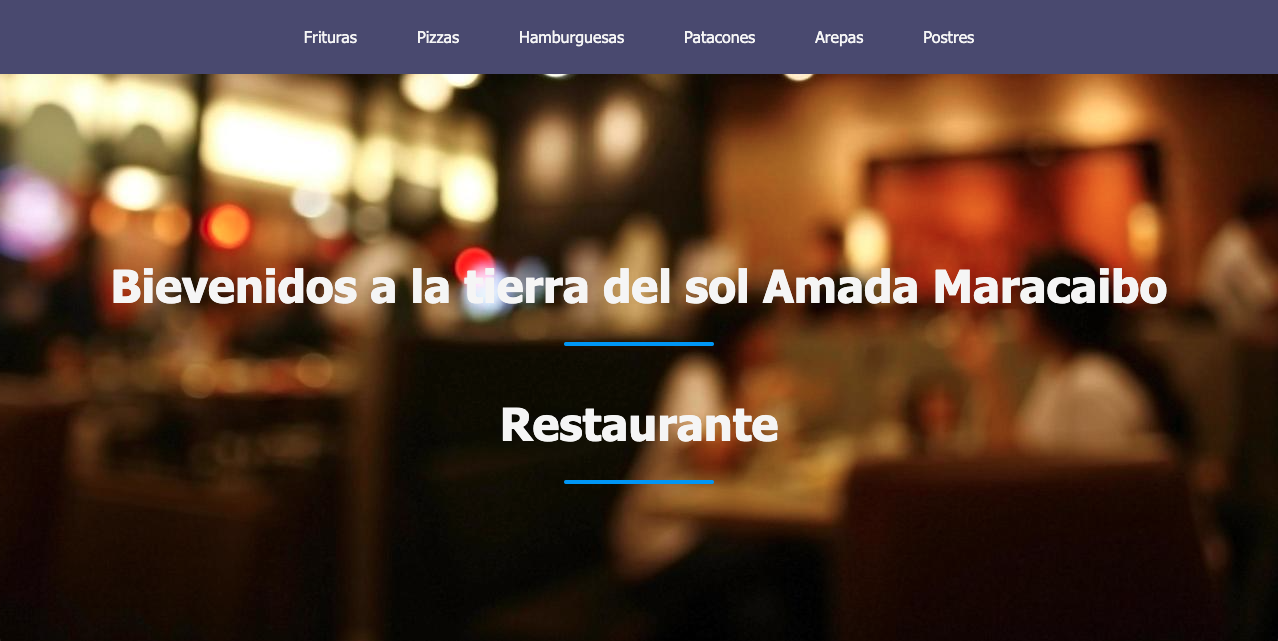 Frituras Pizzas Hamburguesas Patacones Arepas Postres
Bievenidos a la tierra del sol Amada Maracaibo
Restaurante